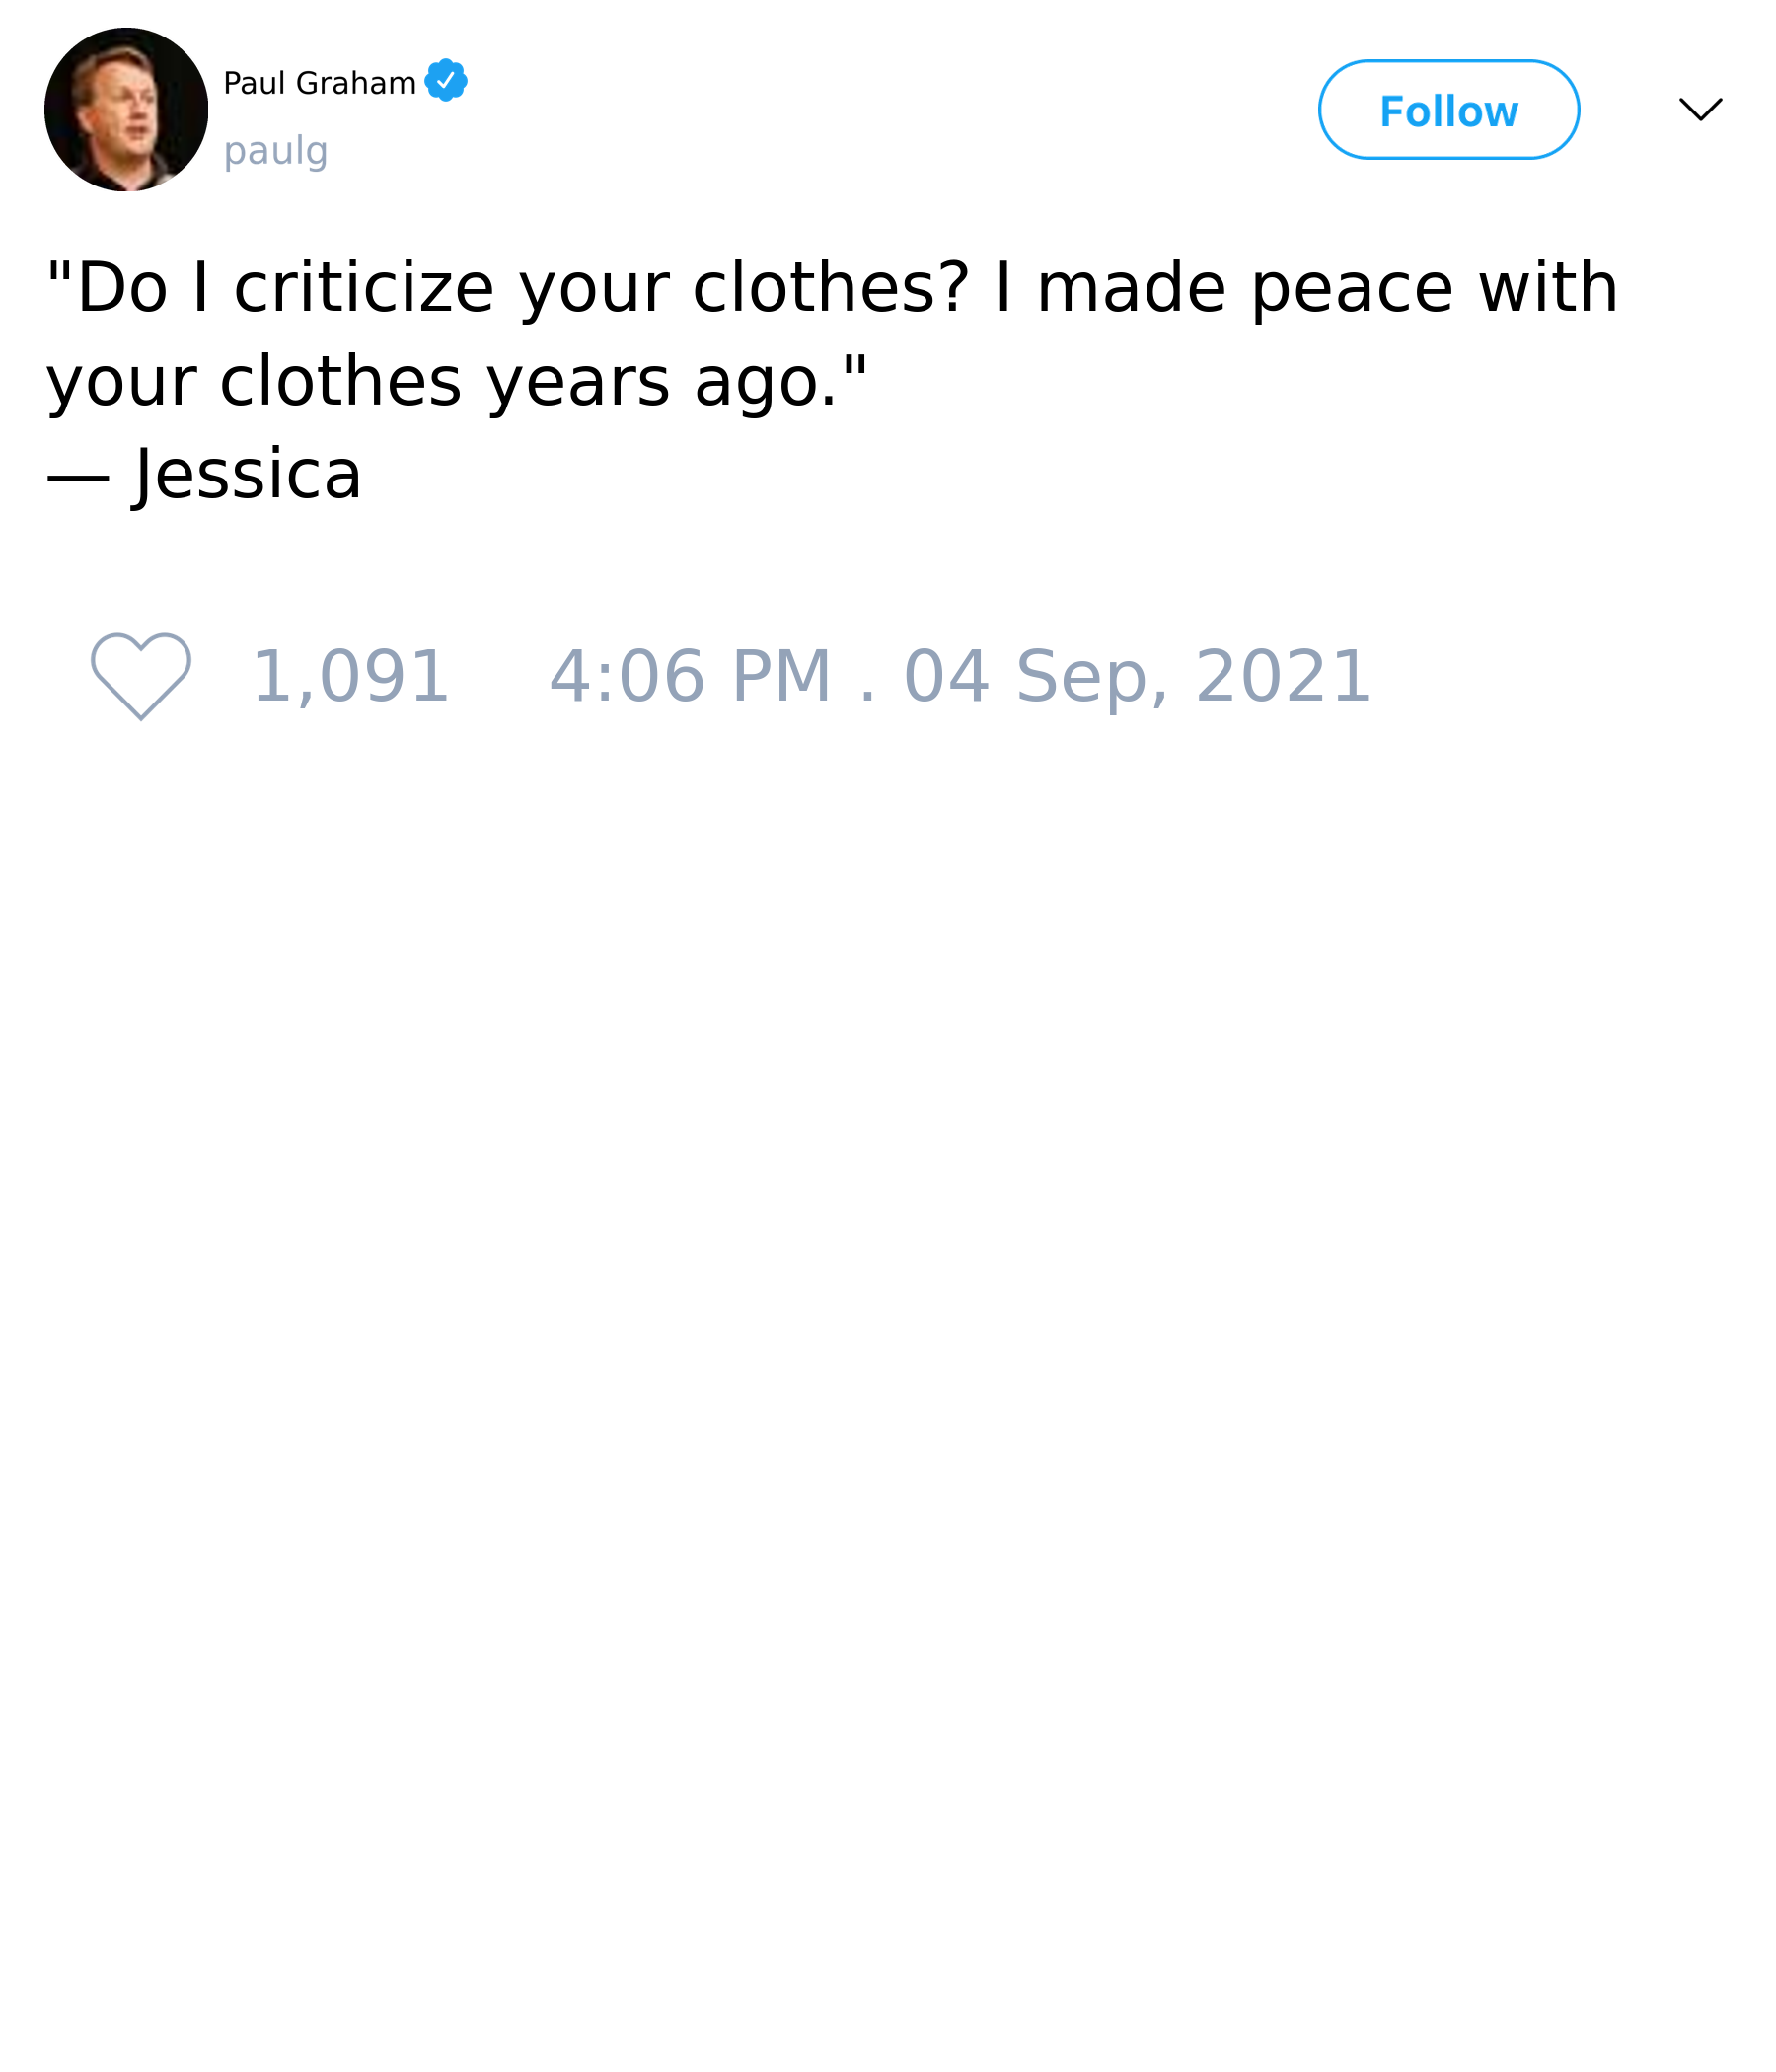 Paul Graham
paulg
Follow
"Do I criticize your clothes? I made peace with
your clothes years ago."
— Jessica
1,091 4:06 PM . 04 Sep, 2021